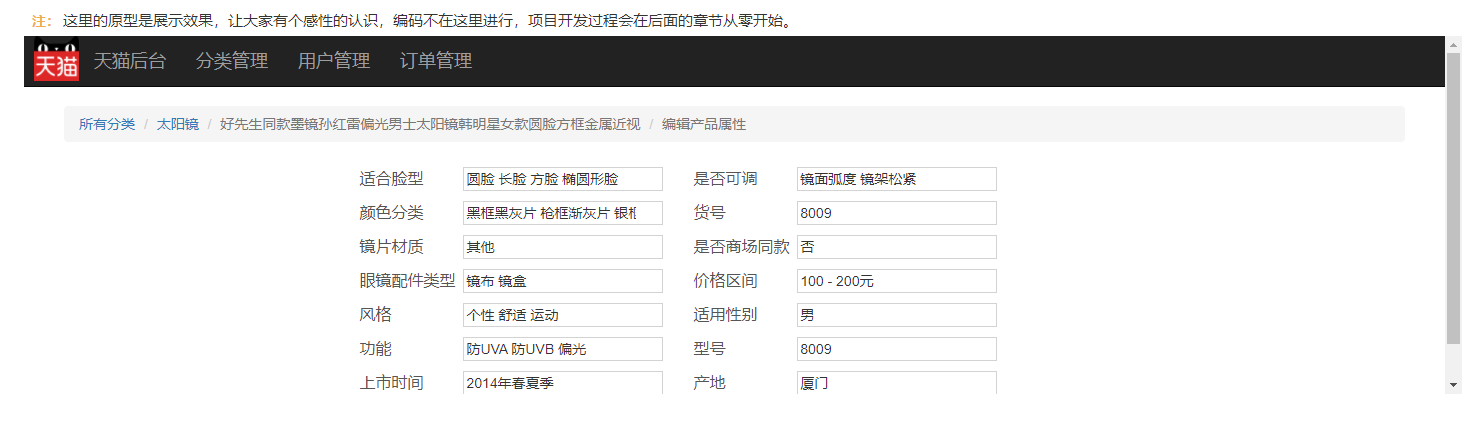 注: 这里的原型是展示效果，让大家有个感性的认识，编码不在这里进行，项目开发过程会在后面的章节从零开始。
天猫 天猫后台 分类管理 用户管理 订单管理
所有分类 / 太阳镜 / 好先生同款墨镜孙红雷偏光男士太阳镜韩明星女款圆脸方框金属近视 / 编辑产品属性
适合脸型 圆脸 长脸 方脸 椭圆形脸 是否可调 镜面弧度 镜架松紧
颜色分类 黑框黑灰片 枪框渐灰片 银框 货号 8009
镜片材质 其他 是否商场同款 否
眼镜配件类型 镜布 镜盒 价格区间 100 - 200元
风格 个性 舒适 运动 适用性别 男
功能 防UVA 防UVB 偏光 型号 8009
上市时间 2014年春夏季 产地 厦门